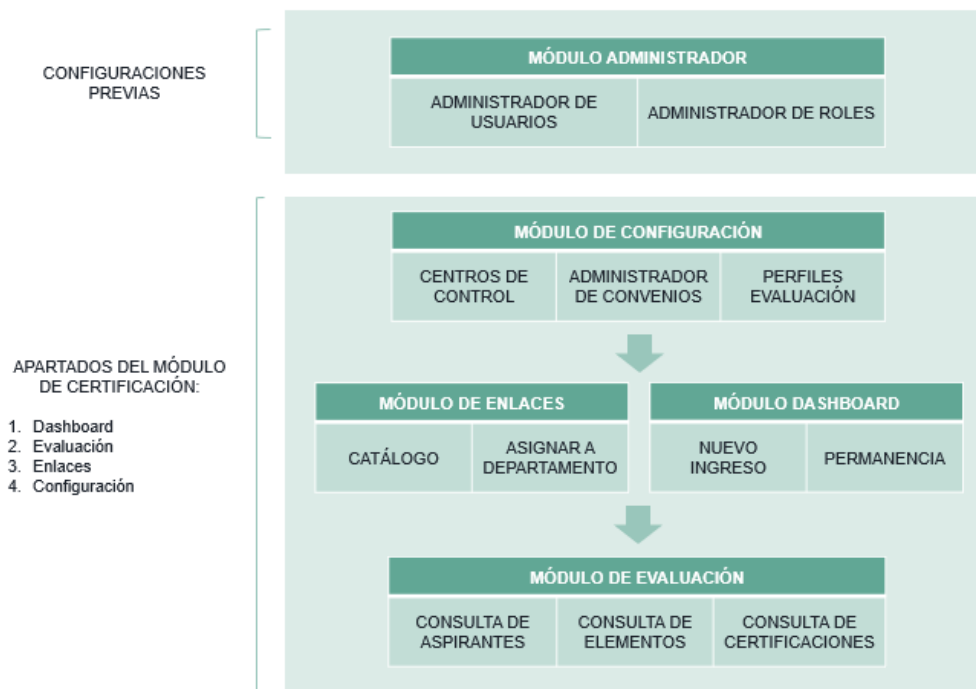 CONFIGURACIONES
PREVIAS
MÓDULO ADMINISTRADOR
ADMINISTRADOR DE
USUARIOS
ADMINISTRADOR DE ROLES
APARTADOS DEL MÓDULO
DE CERTIFICACIÓN:
1. Dashboard
2. Evaluación
3. Enlaces
4. Configuración
MÓDULO DE CONFIGURACIÓN
CENTROS DE
CONTROL
ADMINISTRADOR
DE CONVENIOS
PERFILES
EVALUACIÓN
MÓDULO DE ENLACES
CATÁLOGO
ASIGNAR A
DEPARTAMENTO
MÓDULO DASHBOARD
NUEVO
INGRESO
PERMANENCIA
MÓDULO DE EVALUACIÓN
CONSULTA DE
ASPIRANTES
CONSULTA DE
ELEMENTOS
CONSULTA DE
CERTIFICACIONES